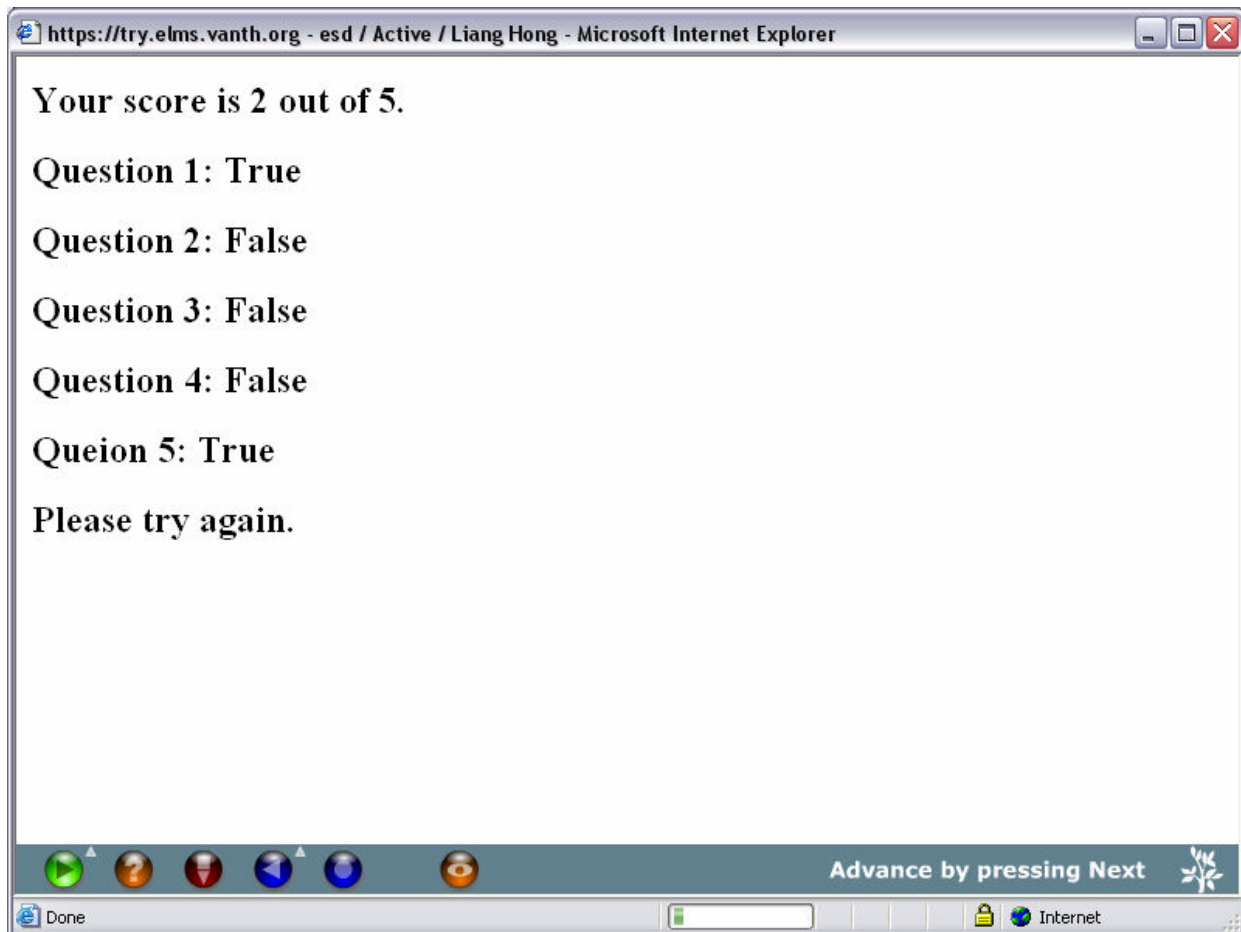 https://try.elms.vanth.org - esd / Active / Liang Hong - Microsoft Internet Explorer
Your score is 2 out of 5.
Question 1: True
Question 2: False
Question 3: False
Question 4: False
Queion 5: True
Please try again.
Advance by pressing Next
Done
Internet